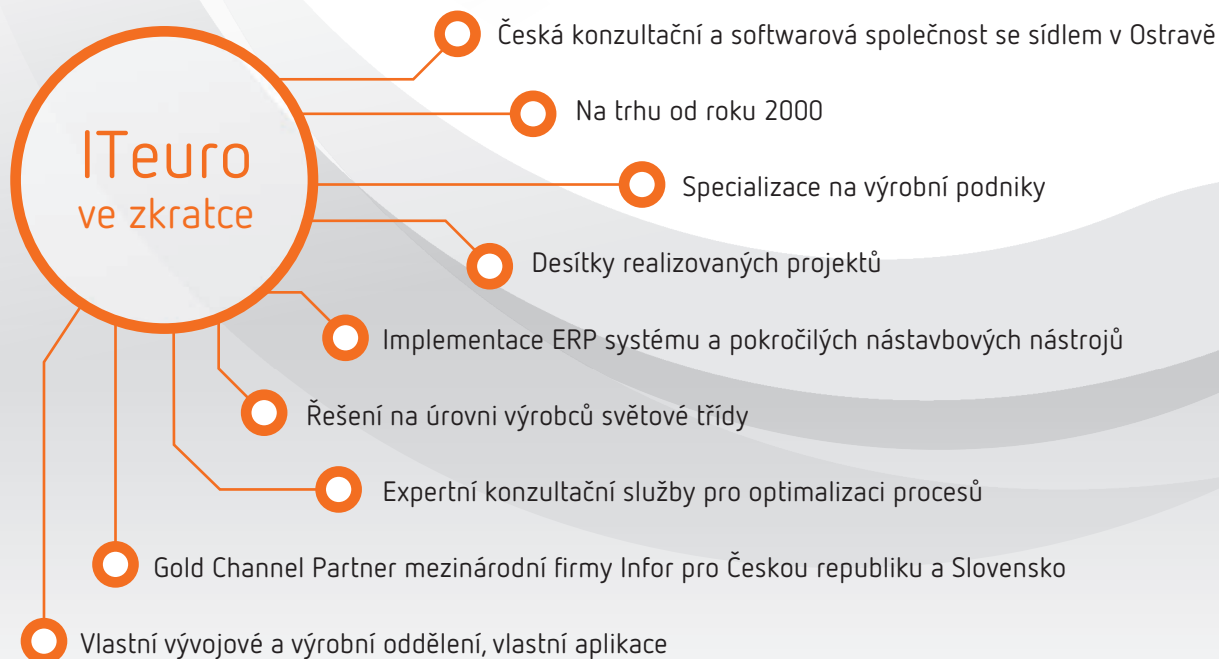 Česká konzultační a softwarová společnost se sídlem v Ostravě
Na trhu od roku 2000
ITeuro
ve zkratce
Specializace na výrobní podniky
Desítky realizovaných projektů
Implementace ERP systému a pokročilých nástavbových nástrojů
Řešení na úrovni výrobců světové třídy
Expertní konzultační služby pro optimalizaci procesů
Gold Channel Partner mezinárodní firmy Infor pro Českou republiku a Slovensko
Vlastní vývojové a výrobní oddělení, vlastní aplikace